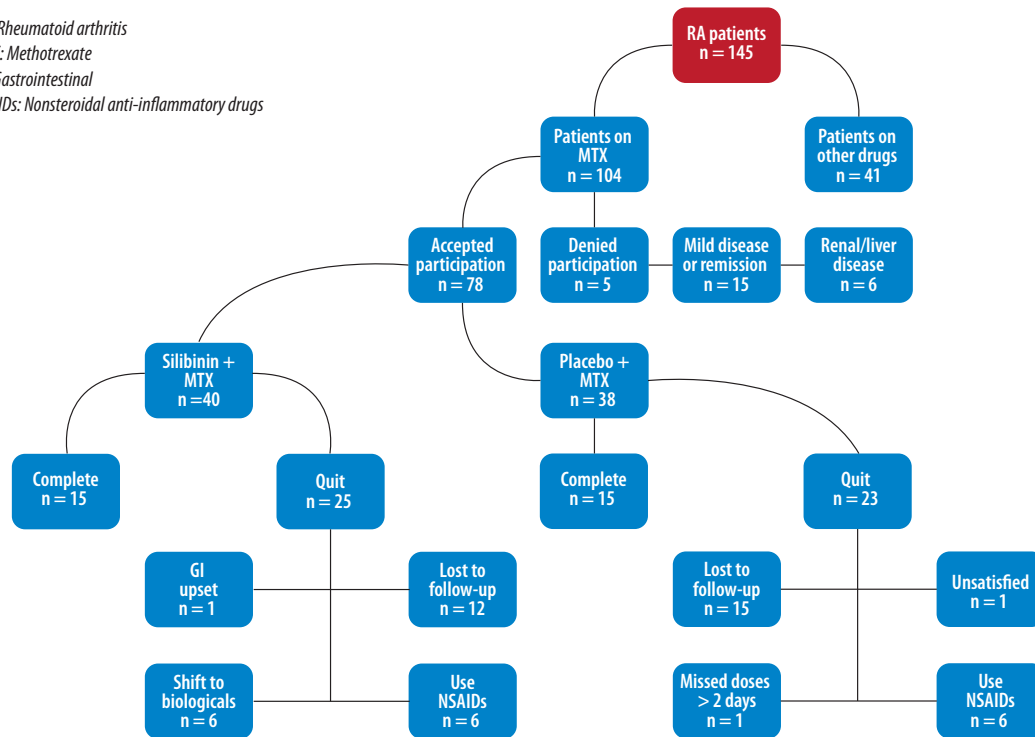 Rheumatoid arthritis
: Methotrexate
Gastrointestinal
IDs: Nonsteroidal anti-inflammatory drugs
RA patients
n = 145
Patients on
MTX
n = 104
Patients on
other drugs
n = 41
Accepted
participation
n = 78
Denied
participation
n = 5
Mild disease
or remission
n = 15
Renal/liver
disease
n = 6
Silibinin +
MTX
n =40
Placebo +
MTX
n = 38
Complete
n = 15
Quit
n = 25
Complete
n = 15
Quit
n = 23
GI
upset
n = 1
Lost to
follow-up
n = 12
Lost to
follow-up
n = 15
Unsatisfied
n = 1
Shift to
biologicals
n = 6
Use
NSAIDs
n = 6
Missed doses
> 2 days
n = 1
Use
NSAIDs
n = 6